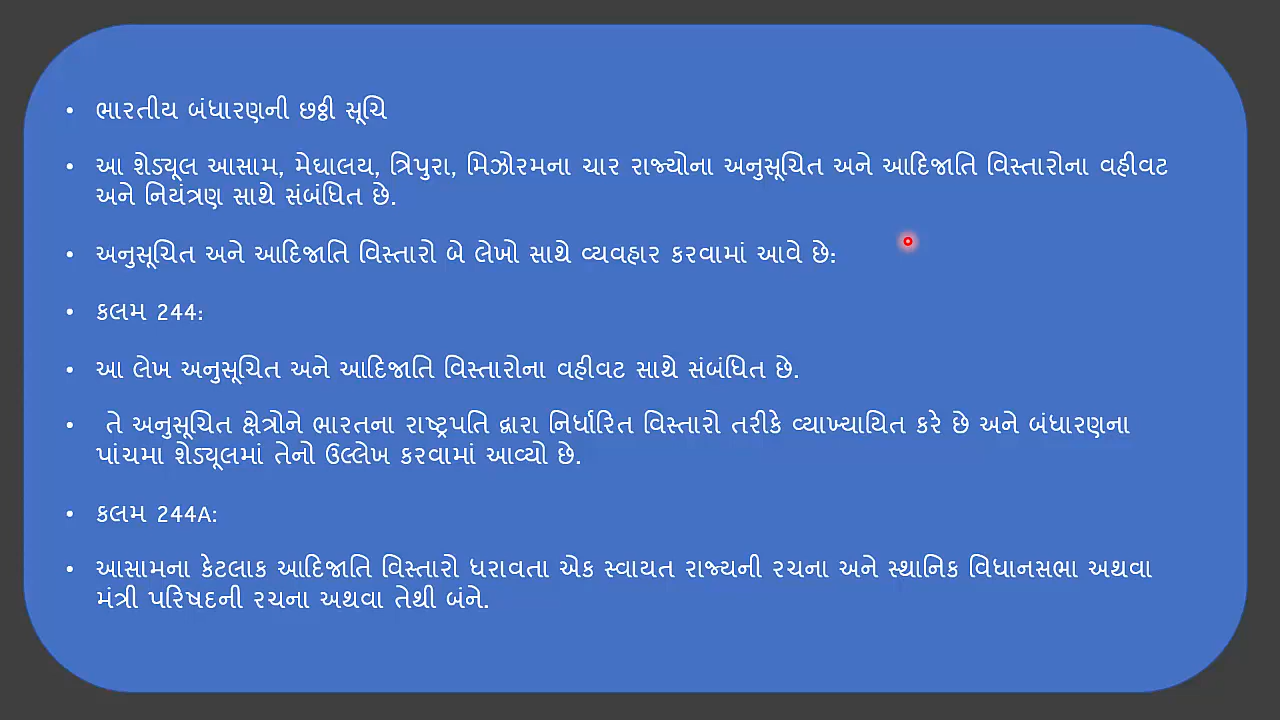 • ભારતીય બંધારણની છઠ્ઠી સૂચિ
• આ શેડ્યૂલ આસામ, મેઘાલય, ત્રિપુરા, મિઝોરમના ચાર રાજ્યોના અનુસૂચિત અને આદિજાતિ વિસ્તારોના વહીવટ
અને નિયંત્રણ સાથે સંબંધિત છે.
• અનુસૂચિત અને આદિજાતિ વિસ્તારો બે લેખો સાથે વ્યવહાર કરવામાં આવે છે:
• કલમ 244:
• આ લેખ અનુસૂચિત અને આદિજાતિ વિસ્તારોના વહીવટ સાથે સંબંધિત છે.
• તે અનુસૂચિત ક્ષેત્રોને ભારતના રાષ્ટ્રપતિ દ્વારા નિર્ધારિત વિસ્તારો તરીકે વ્યાખ્યાયિત કરે છે અને બંધારણના
પાંચમા શેડ્યૂલમાં તેનો ઉલ્લેખ કરવામાં આવ્યો છે.
• કલમ 244A:
• આસામના કેટલાક આદિજાતિ વિસ્તારો ધરાવતા એક સ્વાયત રાજ્યની રચના અને સ્થાનિક વિધાનસભા અથવા
મંત્રી પરિષદની રચના અથવા તેથી બંને.